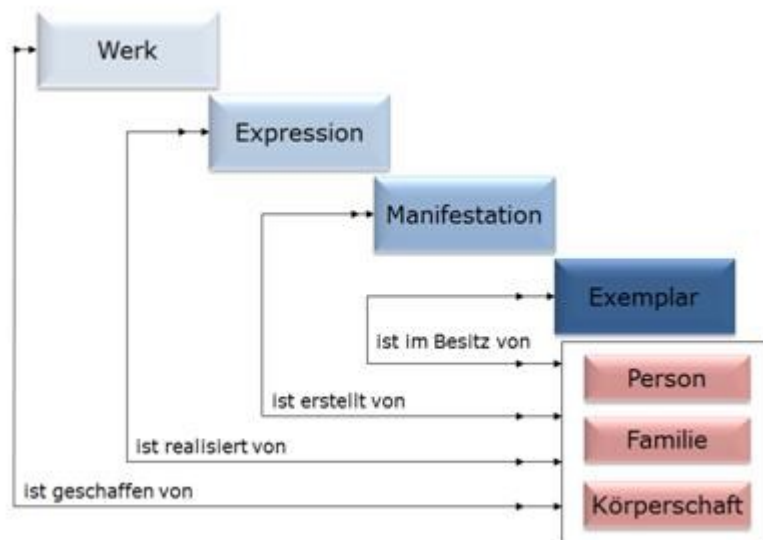 Werk
Expression
Manifestation
Exemplar
ist im Besitz von
Person
ist erstellt von
Familie
ist realisiert von
ist geschaffen von
Körperschaft